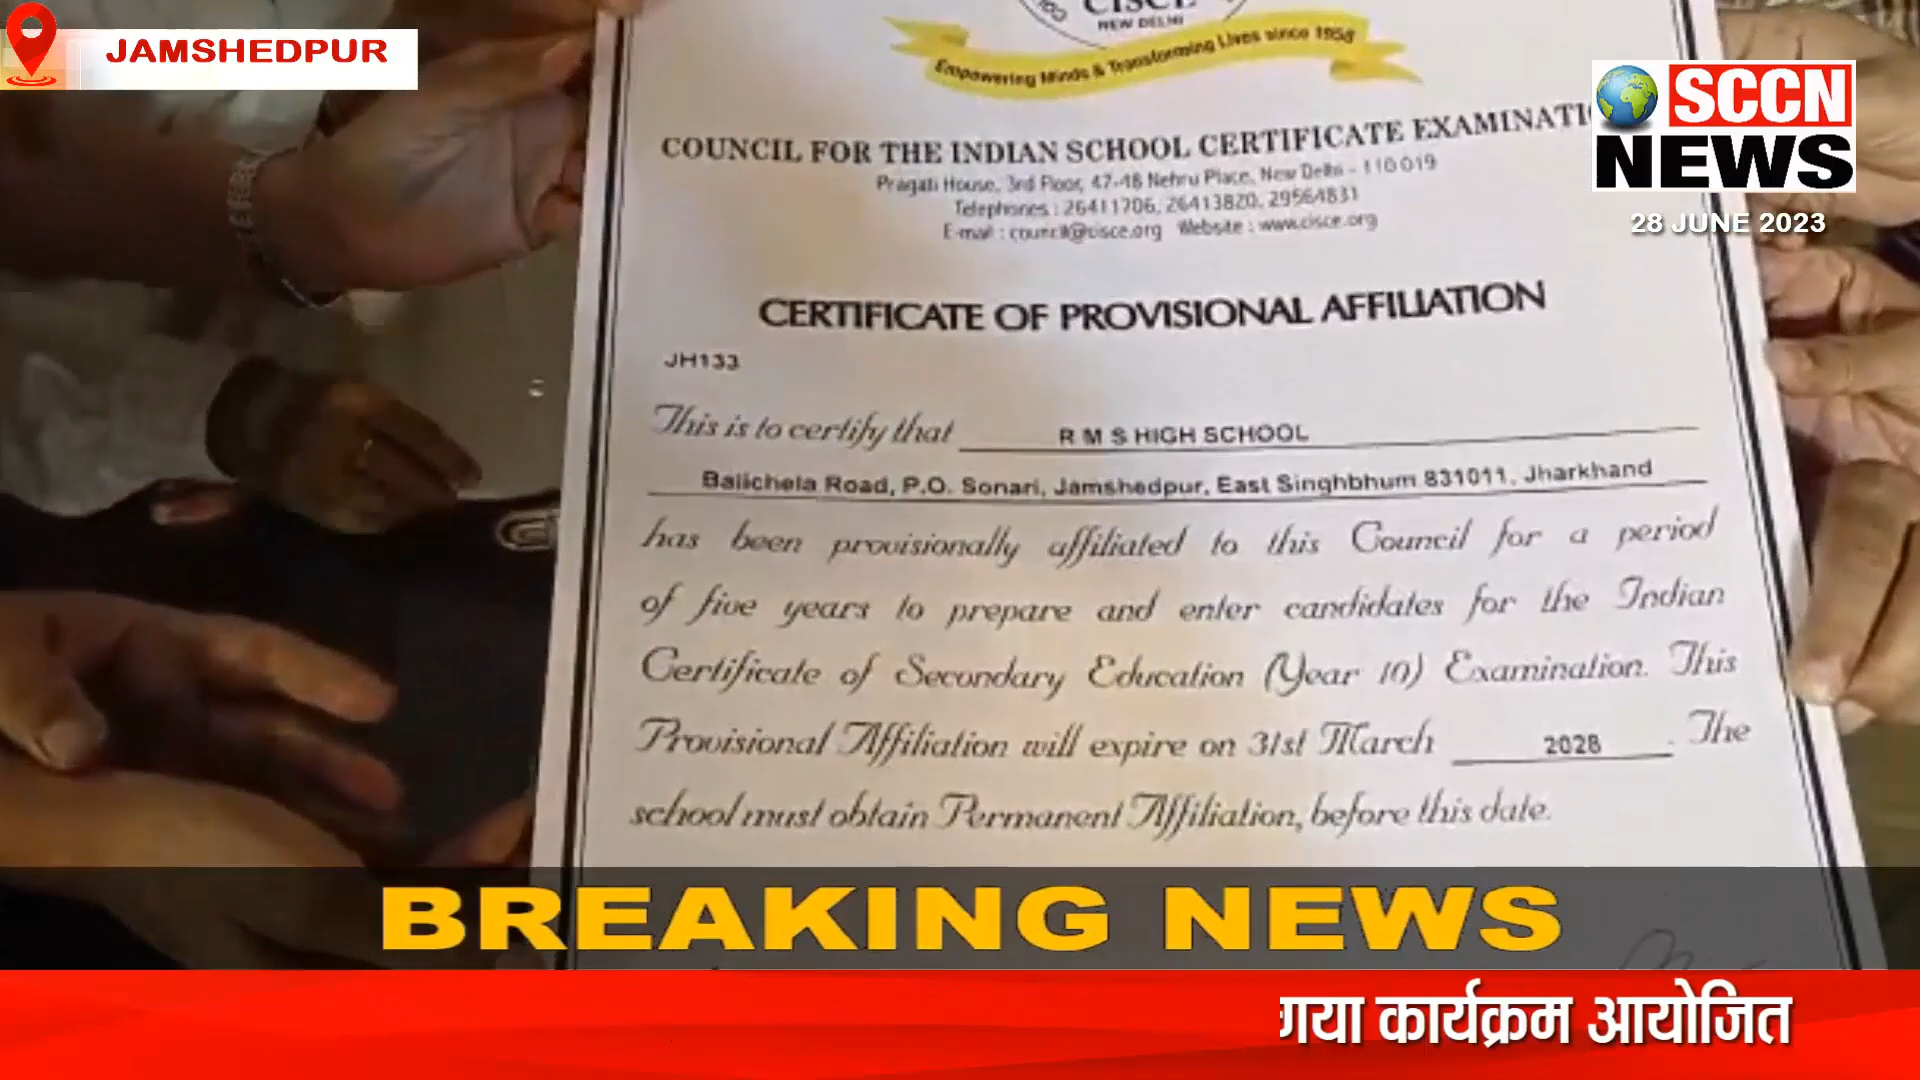 JAMSHEDPUR
SCCN
NEWS
28 JUNE 2023
CISCE
NEW DELHI
Empowering Minds & Transforming Lives since 1958
COUNCIL FOR THE INDIAN SCHOOL CERTIFICATE
Pragati House, 3rd Floor, 47-48 Nehru Place, New Delhi - 110 019
Telephones : 26411706, 26413820, 29564831
E-mail : council@cisce.org Website : www.cisce.org
CERTIFICATE OF PROVISIONAL AFFILIATION
JH133
This is to certify that R M S HIGH SCHOOL
Balichela Road, P.O. Sonari, Jamshedpur, East Singhbhum 831011, Jharkhand
has been provisionally affiliated to this Council for a period
of five years to prepare and enter candidates for the Indian
Certificate of Secondary Education (Year 10) Examination. This
Provisional Affiliation will expire on 31st March 2028. The
school must obtain Permanent Affiliation, before this date.
BREAKING NEWS
गया कार्यक्रम आयोजित